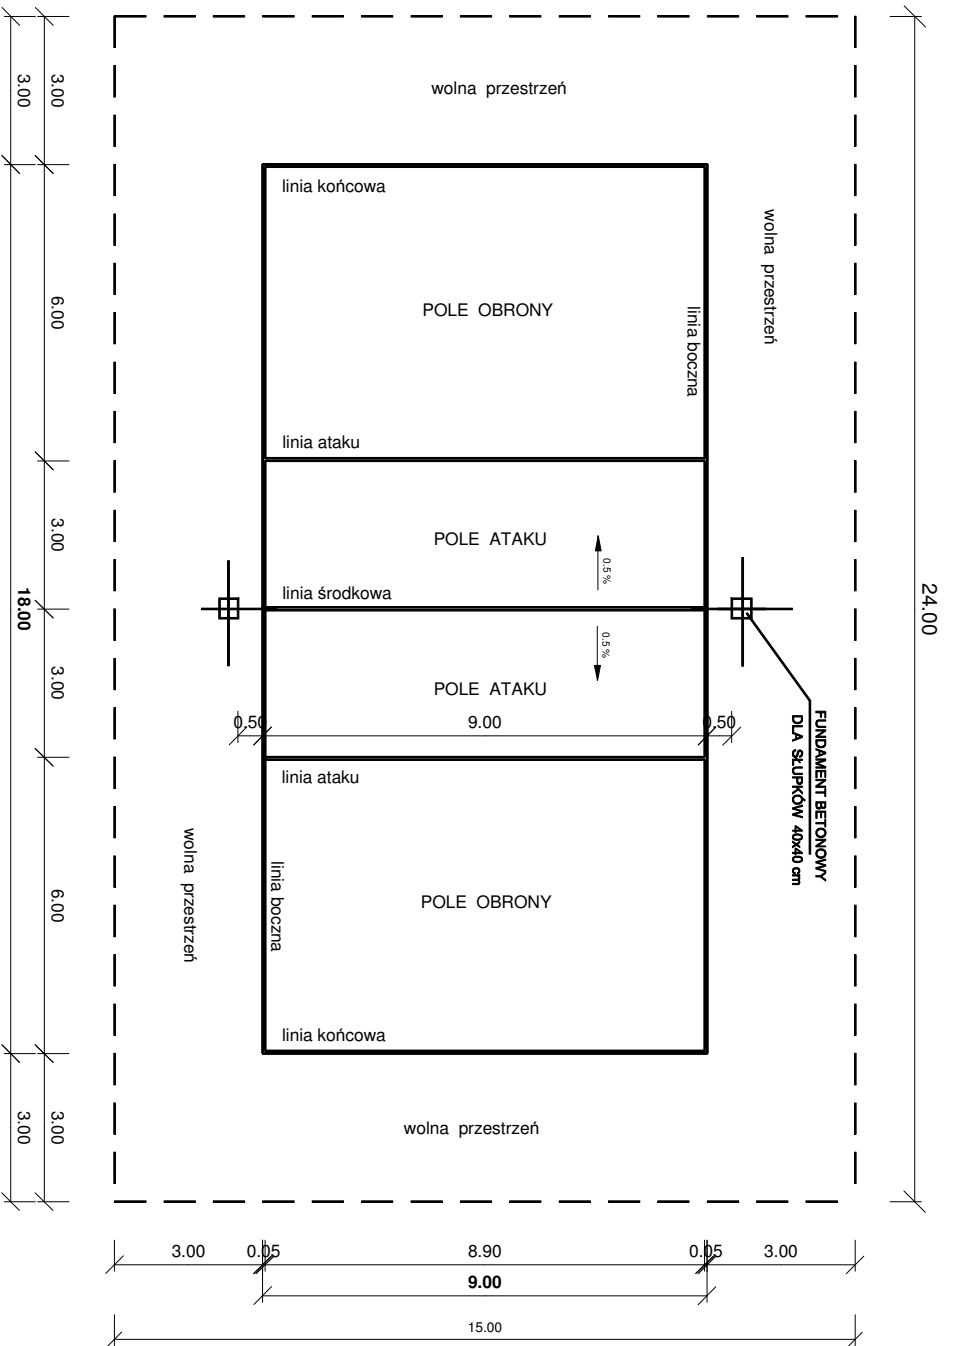 wolna przestrzeń
3.00
3.00
linia końcowa
wolna przestrzeń
6.00
POLE OBRONY
linia boczna
linia ataku
3.00
POLE ATAKU
0.5 %
linia środkowa
18.00
24.00
0.5 %
3.00
POLE ATAKU
0.50
9.00
0.50
FUNDAMENT BETONOWY
DLA SŁUPKÓW 40x40 cm
linia ataku
wolna przestrzeń
linia boczna
6.00
POLE OBRONY
linia końcowa
3.00
3.00
wolna przestrzeń
3.00
0.05
8.90
0.05
3.00
9.00
15.00